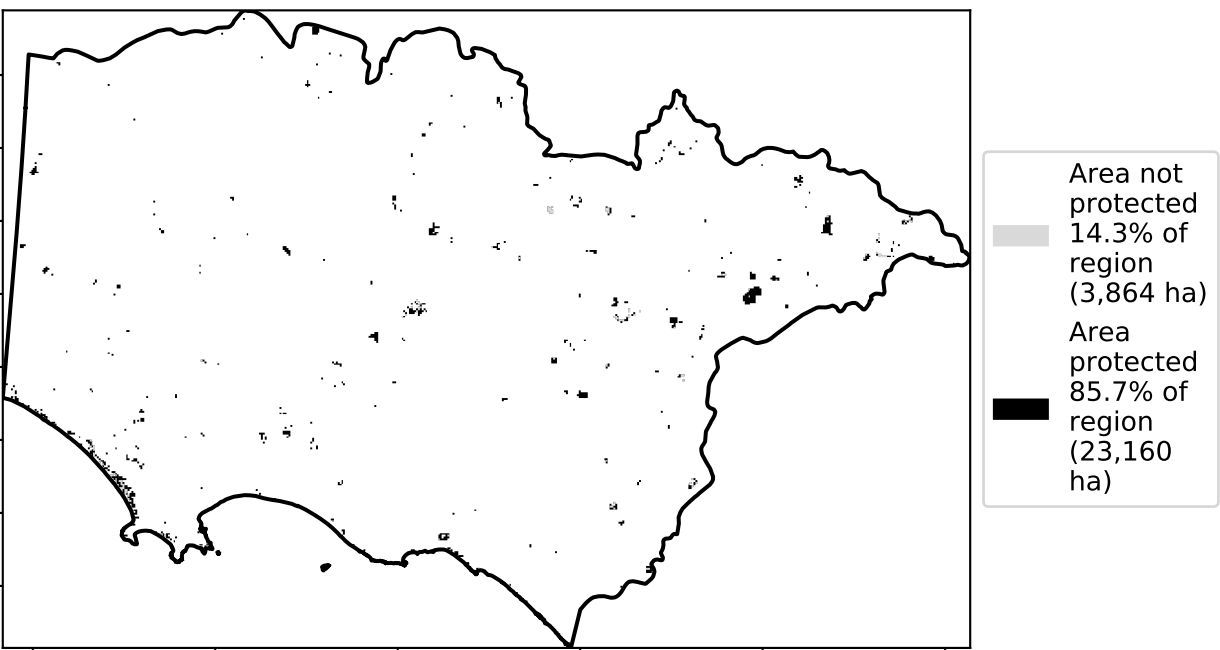 Area not
protected
14.3% of
region
(3,864 ha)
Area
protected
85.7% of
region
(23,160
ha)